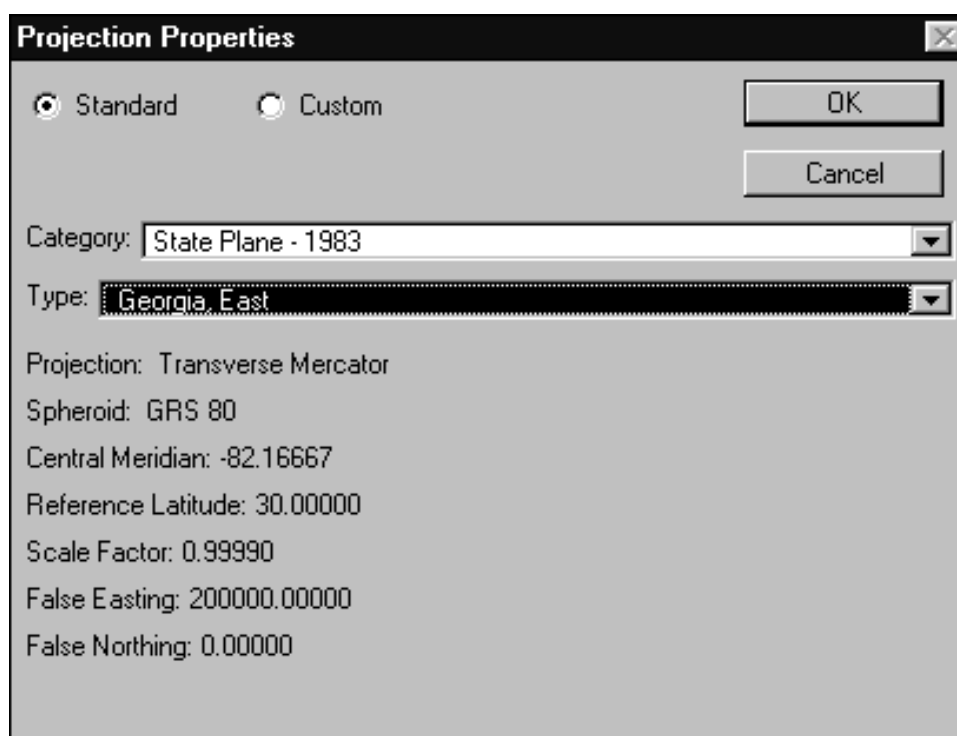 Projection Properties
Standard Custom OK
Cancel
Category: State Plane - 1983
Type: Georgia, East
Projection: Transverse Mercator
Spheroid: GRS 80
Central Meridian: -82.16667
Reference Latitude: 30.00000
Scale Factor: 0.99990
False Easting: 200000.00000
False Northing: 0.00000